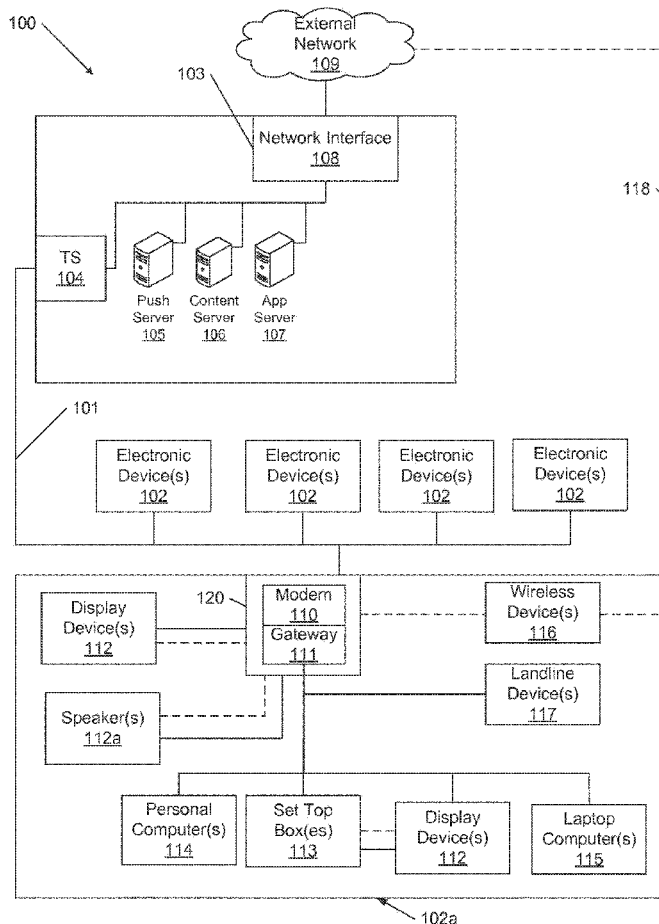 100
External
Network
109
103
Network Interface
108
118
TS
104
Push
Server
105
Content
Server
106
App
Server
107
101
Electronic
Device(s)
102
Electronic
Device(s)
102
Electronic
Device(s)
102
Electronic
Device(s)
102
120
Modem
110
Gateway
111
Display
Device(s)
112
Wireless
Device(s)
116
Landline
Device(s)
117
Speaker(s)
112a
Personal
Computer(s)
114
Set Top
Box(es)
113
Display
Device(s)
112
Laptop
Computer(s)
115
102a